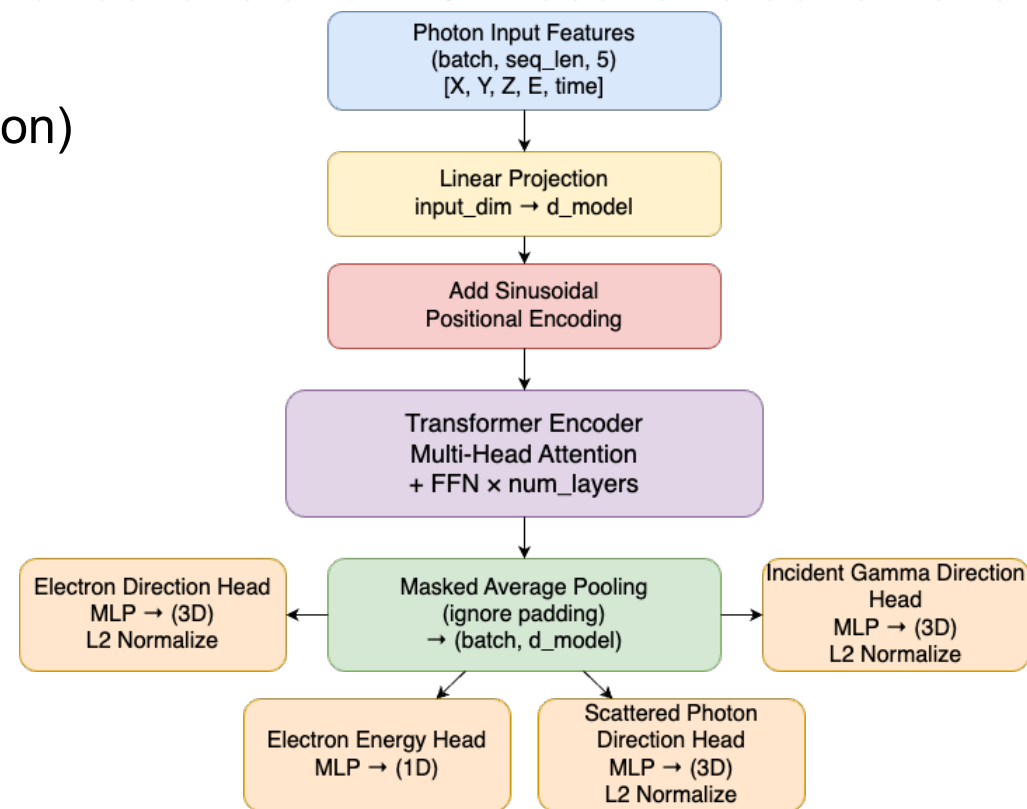 on)
Photon Input Features
(batch, seq_len, 5)
[X, Y, Z, E, time]
Linear Projection
input_dim → d_model
Add Sinusoidal
Positional Encoding
Transformer Encoder
Multi-Head Attention
+ FFN × num_layers
Masked Average Pooling
(ignore padding)
→ (batch, d_model)
Electron Direction Head
MLP → (3D)
L2 Normalize
Incident Gamma Direction
Head
MLP → (3D)
L2 Normalize
Electron Energy Head
MLP → (1D)
Scattered Photon
Direction Head
MLP → (3D)
L2 Normalize